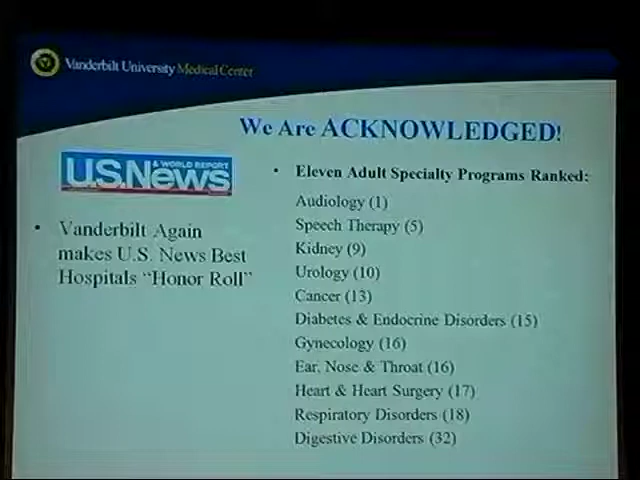 Vanderbilt University Medical Center
We Are ACKNOWLEDGED!
U.S.News
& WORLD REPORT
• Vanderbilt Again
makes U.S. News Best
Hospitals “Honor Roll”
• Eleven Adult Specialty Programs Ranked:
Audiology (1)
Speech Therapy (5)
Kidney (9)
Urology (10)
Cancer (13)
Diabetes & Endocrine Disorders (15)
Gynecology (16)
Ear, Nose & Throat (16)
Heart & Heart Surgery (17)
Respiratory Disorders (18)
Digestive Disorders (32)